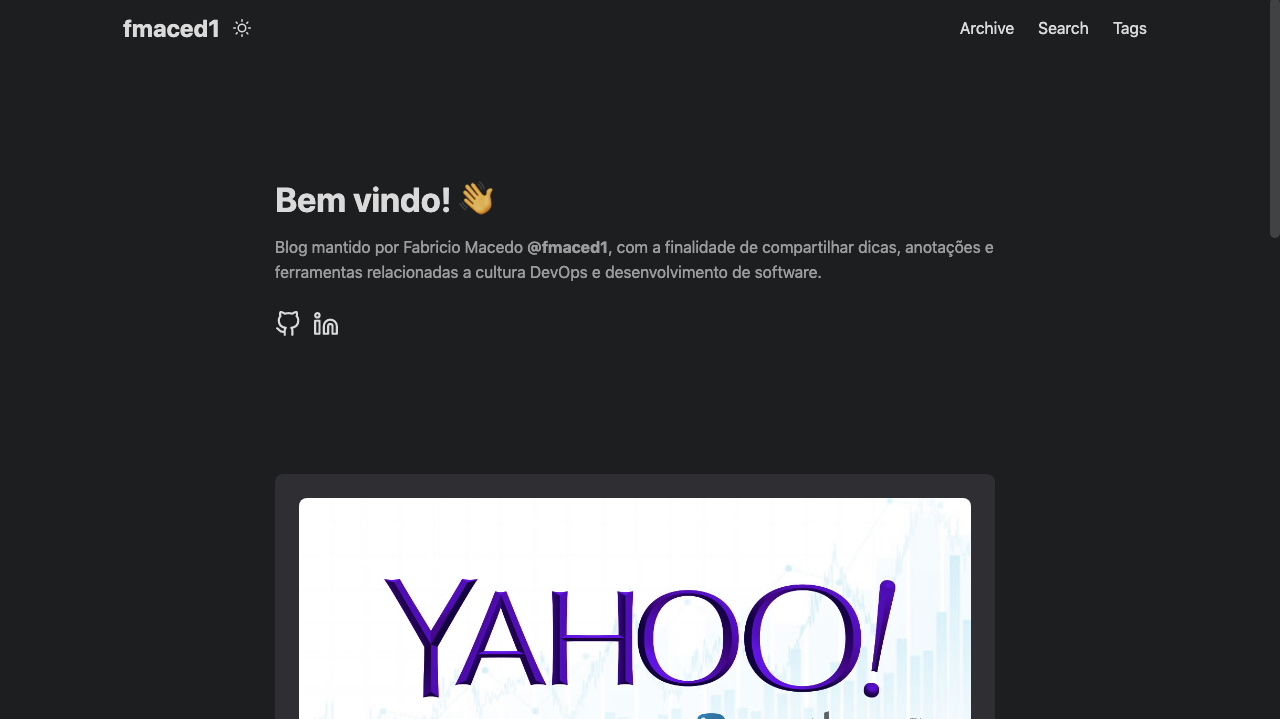 fmaced1
Archive Search Tags
Bem vindo! 👋
Blog mantido por Fabricio Macedo @fmaced1, com a finalidade de compartilhar dicas, anotações e
ferramentas relacionadas a cultura DevOps e desenvolvimento de software.
YAHOO!